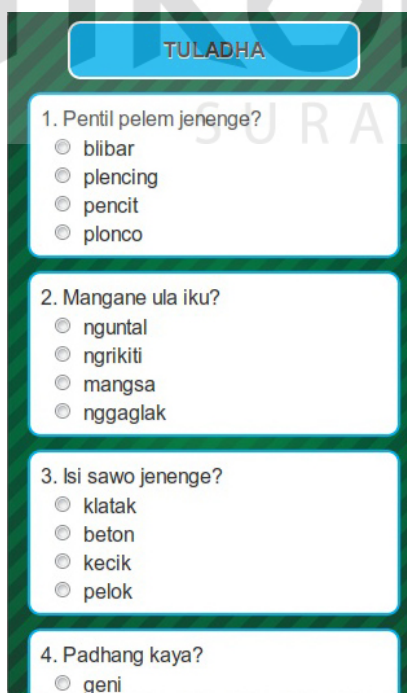 TULADHA
SURA
1. Pentil pelem jenenge?
blibar
plencing
pencit
plonco
2. Mangane ula iku?
nguntal
ngrikiti
mangsa
nggaglak
3. Isi sawo jenenge?
klatak
beton
kecik
pelok
4. Padhang kaya?
geni